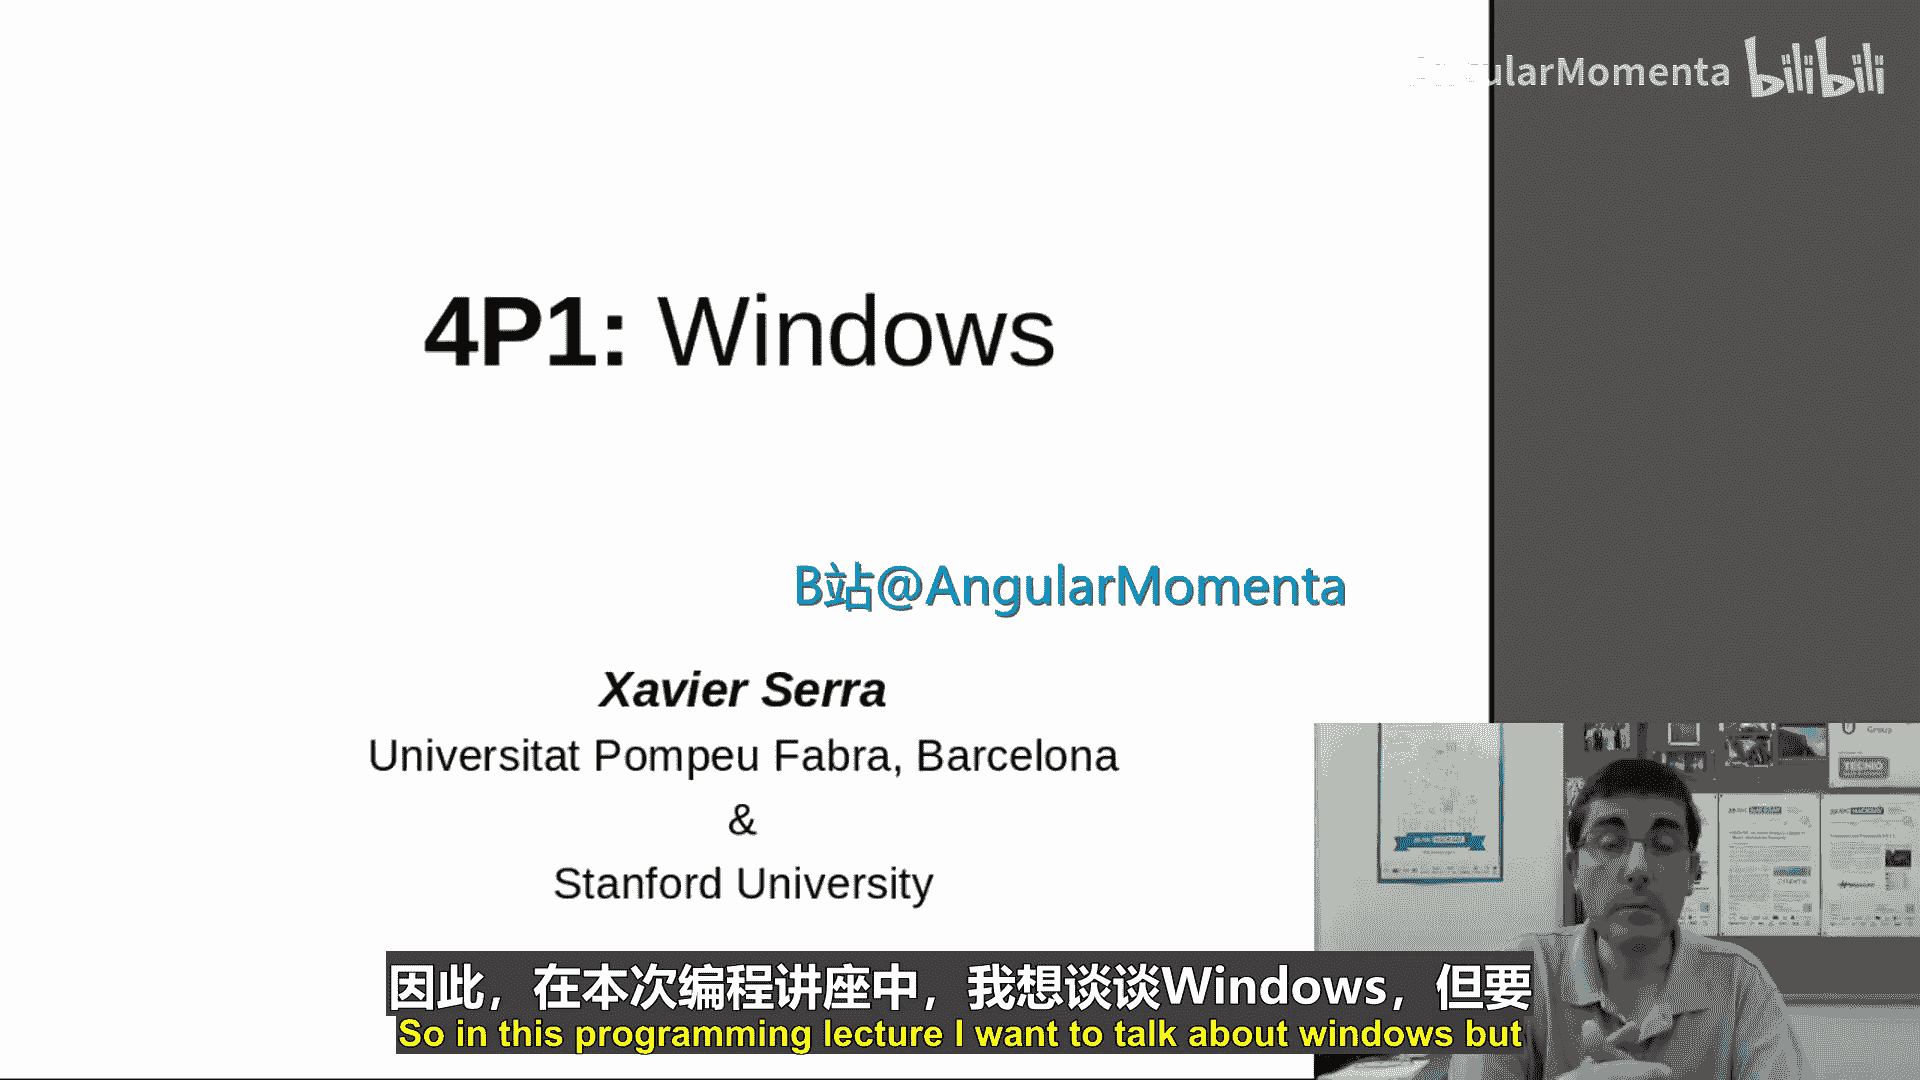 ularMomenta bilibili
4P1: Windows
B站@AngularMomenta
Xavier Serra
Universitat Pompeu Fabra, Barcelona
&
Stanford University
Group
TECNIO
因此，在本次编程讲座中，我想谈谈Windows，但要
So in this programming lecture I want to talk about windows but